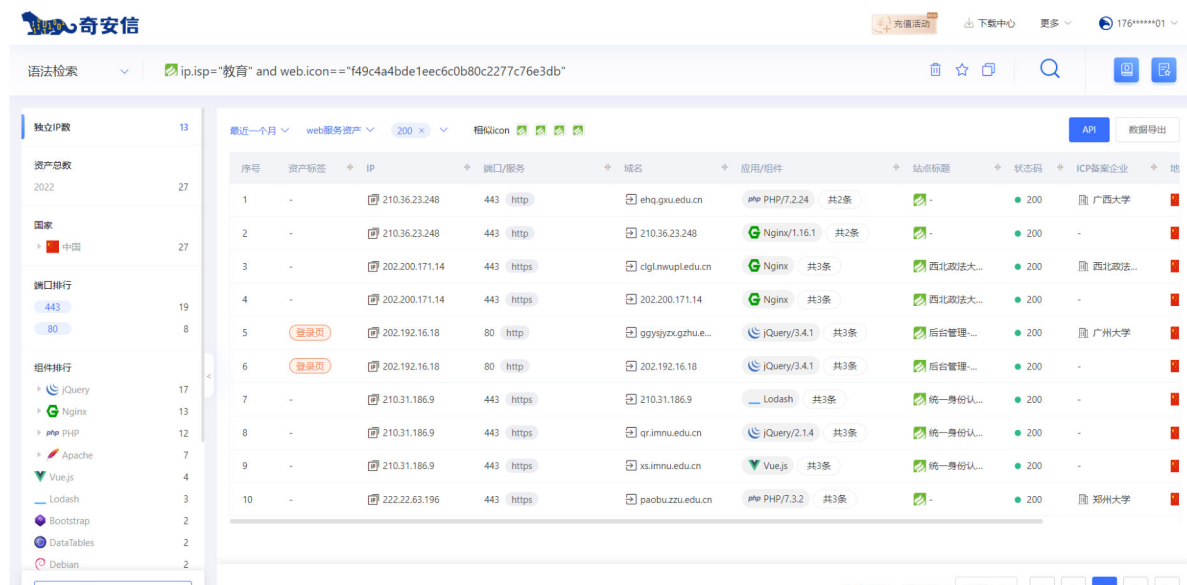 奇安信
充值活动 下载中心 更多 176******01
语法检索 ip.isp="教育" and web.icon=="f49c4a4bde1eec6c0b80c2277c76e3db"
独立IP数 13
资产总数
2022 27
国家
中国 27
端口排行
443 19
80 8
组件排行
jQuery 17
Nginx 13
php PHP 12
Apache 7
Vue.js 4
Lodash 3
Bootstrap 2
DataTables 2
Debian 2
最近一个月 web服务资产 200 × 相似icon API 数据导出
序号 资产标签 IP 端口/服务 域名 应用/组件 站点标题 状态码 ICP备案企业 地
1 - 210.36.23.248 443 http ehq.gxu.edu.cn php PHP/7.2.24 共2条 - 200 广西大学
2 - 210.36.23.248 443 http 210.36.23.248 Nginx/1.16.1 共2条 - 200 -
3 - 202.200.171.14 443 https clgl.nwupl.edu.cn Nginx 共3条 西北政法大... 200 西北政法...
4 - 202.200.171.14 443 https 202.200.171.14 Nginx 共3条 西北政法大... 200 -
5 登录页 202.192.16.18 80 http ggysjyzx.gzhu.e... jQuery/3.4.1 共3条 后台管理-... 200 广州大学
6 登录页 202.192.16.18 80 http 202.192.16.18 jQuery/3.4.1 共3条 后台管理-... 200 -
7 - 210.31.186.9 443 https 210.31.186.9 Lodash 共3条 统一身份认... 200 -
8 - 210.31.186.9 443 https qr.imnu.edu.cn jQuery/2.1.4 共3条 统一身份认... 200 -
9 - 210.31.186.9 443 https xs.imnu.edu.cn Vue.js 共3条 统一身份认... 200 -
10 - 222.22.63.196 443 https paobu.zzu.edu.cn php PHP/7.3.2 共3条 - 200 郑州大学